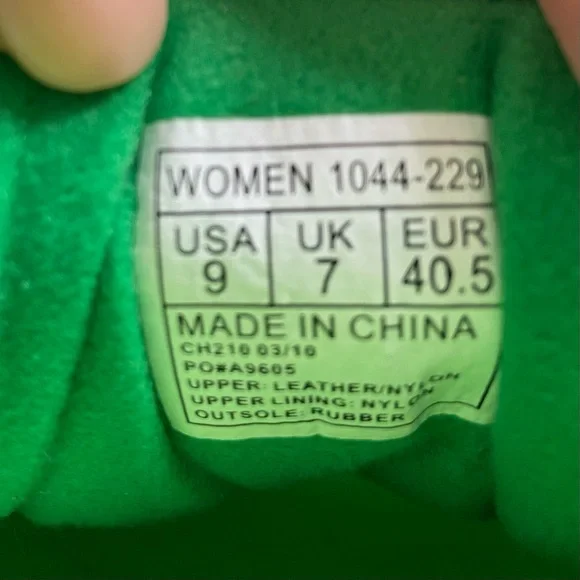 WOMEN 1044-229
USA UK EUR
9 7 40.5
MADE IN CHINA
CH210 03/10
PO#A9605
UPPER: LEATHER/NYLON
UPPER LINING: NYLON
OUTSOLE: RUBBER